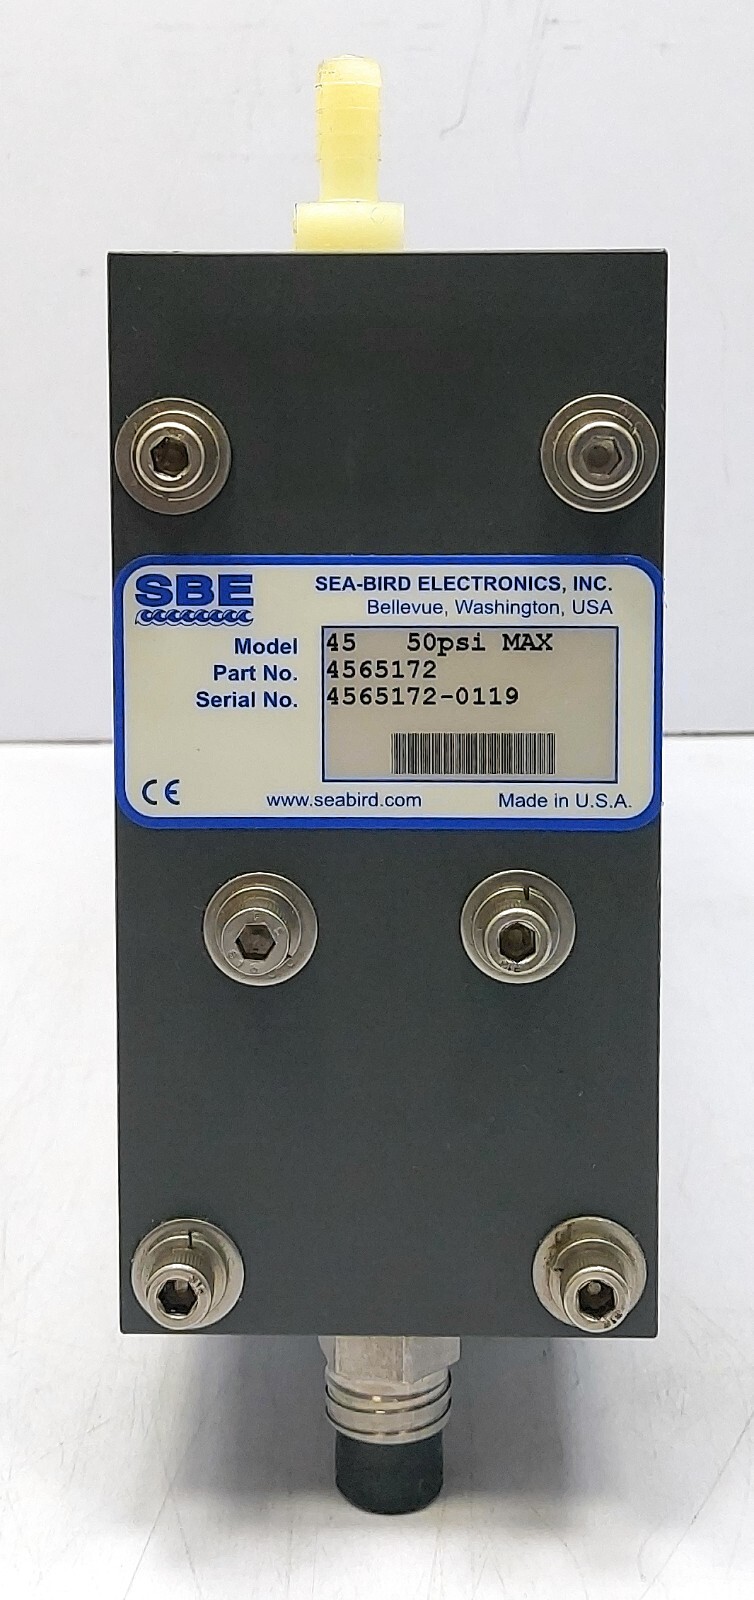 SBE
SEA-BIRD ELECTRONICS, INC.
Bellevue, Washington, USA
Model 45 50psi MAX
Part No. 4565172
Serial No. 4565172-0119
CE www.seabird.com Made in U.S.A.